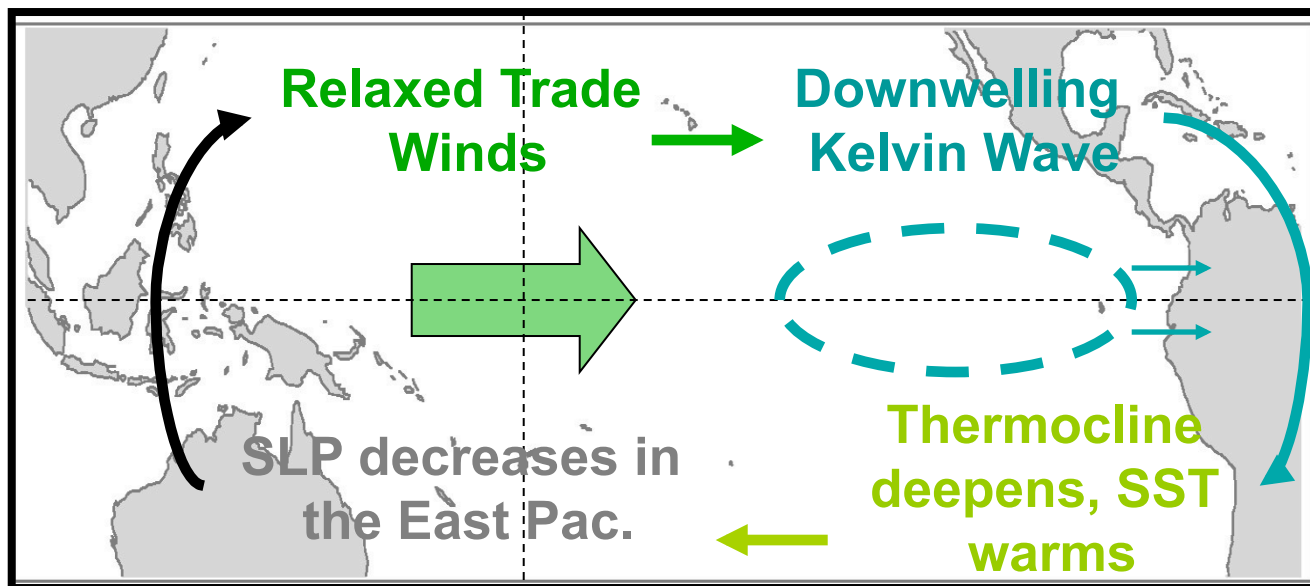 Relaxed Trade
Winds
Downwelling
Kelvin Wave
Thermocline
deepens, SST
warms
SLP decreases in
the East Pac.